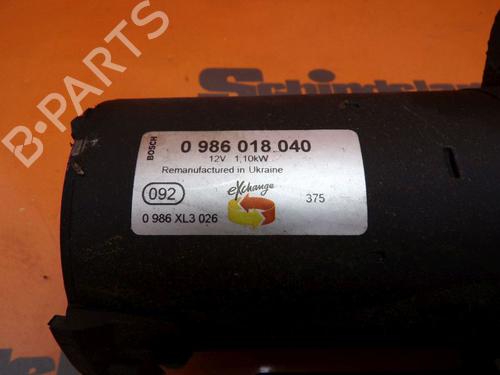 B-PARTS
BOSCH
0 986 018 040
12V 1,10kW
Remanufactured in Ukraine
092
eXchange
375
0 986 XL3 026